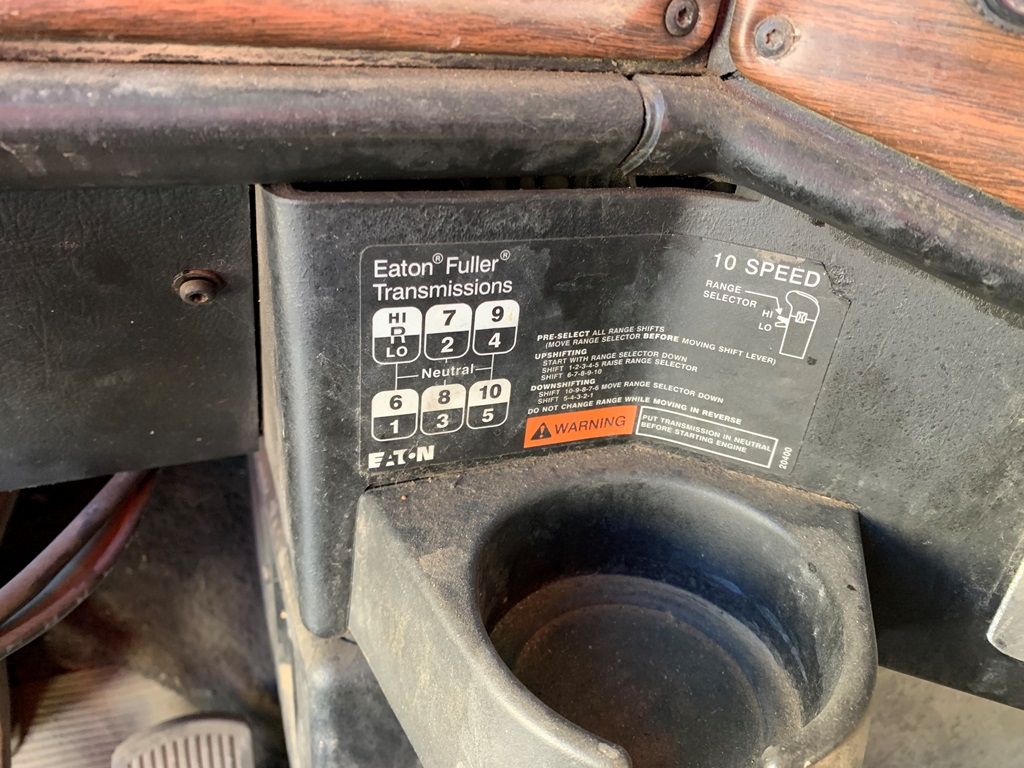 Eaton® Fuller®
Transmissions
HI
R
LO
7
2
9
4
Neutral
6
1
8
3
10
5
EATON
10 SPEED
RANGE
SELECTOR
HI
LO
PRE-SELECT ALL RANGE SHIFTS
(MOVE RANGE SELECTOR BEFORE MOVING SHIFT LEVER)
UPSHIFTING
START WITH RANGE SELECTOR DOWN
SHIFT 1-2-3-4-5 RAISE RANGE SELECTOR
SHIFT 6-7-8-9-10
DOWNSHIFTING
SHIFT 10-9-8-7-6 MOVE RANGE SELECTOR DOWN
SHIFT 5-4-3-2-1
DO NOT CHANGE RANGE WHILE MOVING IN REVERSE
WARNING
PUT TRANSMISSION IN NEUTRAL
BEFORE STARTING ENGINE
20400